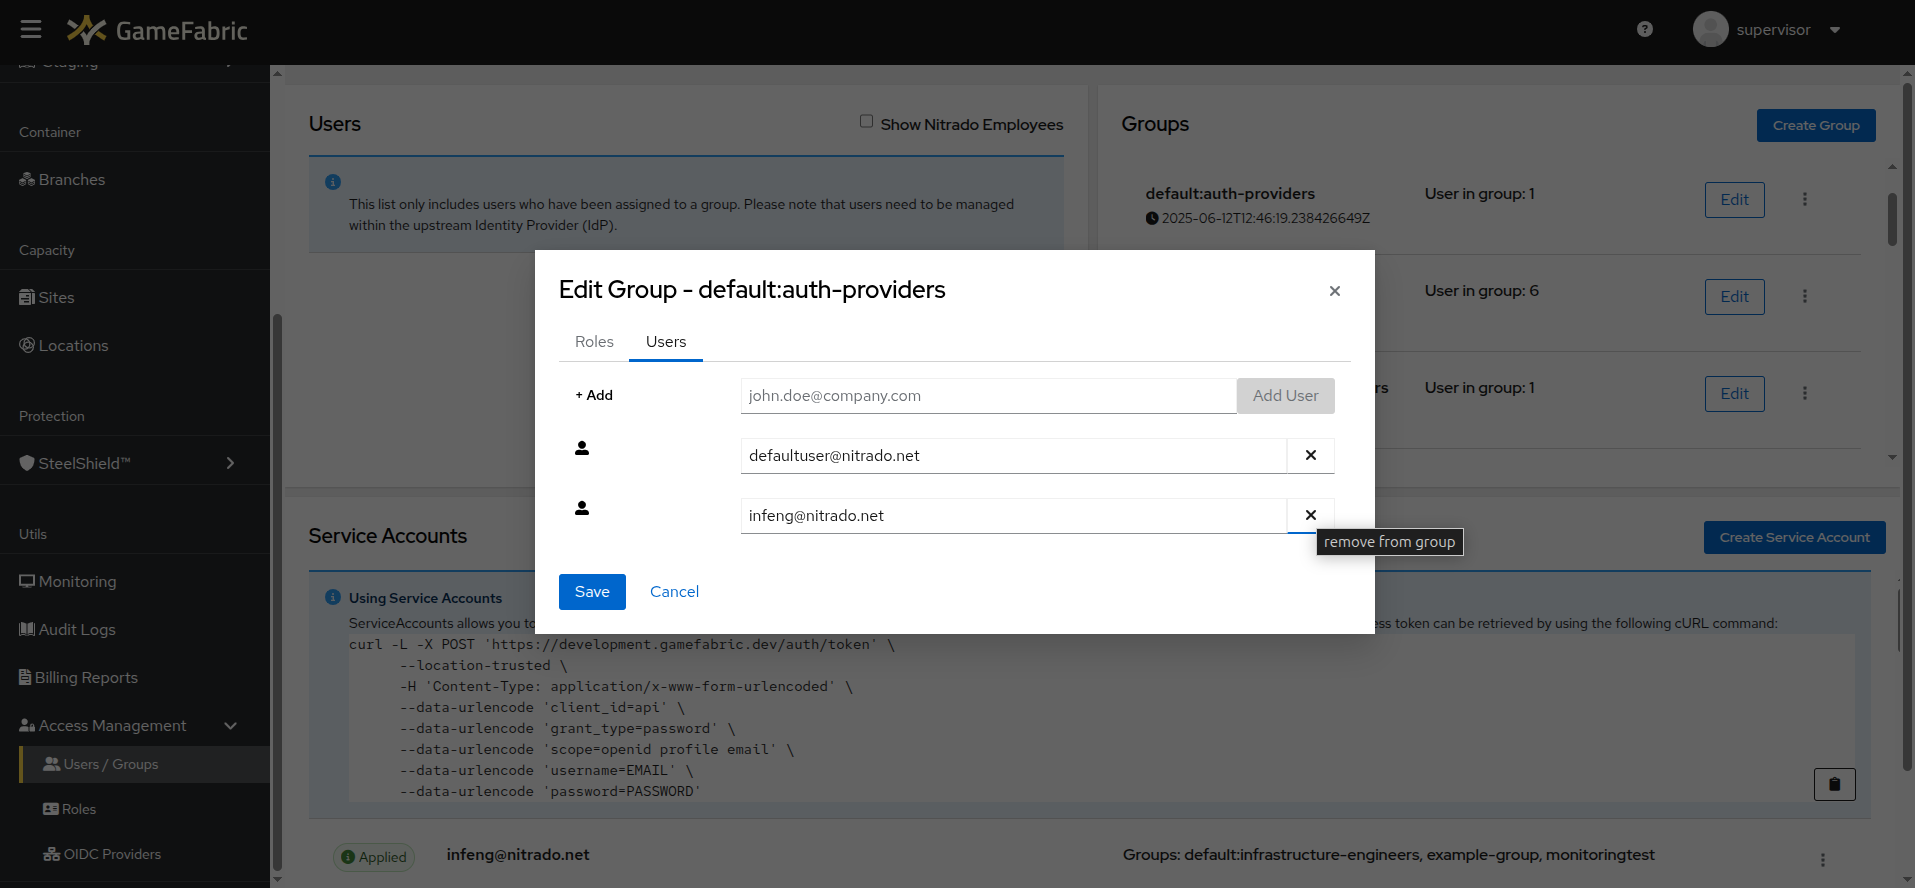 GameFabric
supervisor
Staging
Container
Branches
Capacity
Sites
Locations
Protection
SteelShield™
Utils
Monitoring
Audit Logs
Billing Reports
Access Management
Users / Groups
Roles
OIDC Providers
Users
Show Nitrado Employees
This list only includes users who have been assigned to a group. Please note that users need to be managed
within the upstream Identity Provider (IdP).
Groups
Create Group
default:auth-providers
User in group: 1
Edit
2025-06-12T12:46:19.238426649Z
User in group: 6
Edit
rs
User in group: 1
Edit
Edit Group - default:auth-providers
Roles
Users
+ Add
john.doe@company.com
Add User
defaultuser@nitrado.net
infeng@nitrado.net
remove from group
Save
Cancel
Service Accounts
Create Service Account
Using Service Accounts
ServiceAccounts allows you to
ess token can be retrieved by using the following cURL command:
curl -L -X POST 'https://development.gamefabric.dev/auth/token' \
--location-trusted \
-H 'Content-Type: application/x-www-form-urlencoded' \
--data-urlencode 'client_id=api' \
--data-urlencode 'grant_type=password' \
--data-urlencode 'scope=openid profile email' \
--data-urlencode 'username=EMAIL' \
--data-urlencode 'password=PASSWORD'
Applied
infeng@nitrado.net
Groups: default:infrastructure-engineers, example-group, monitoringtest